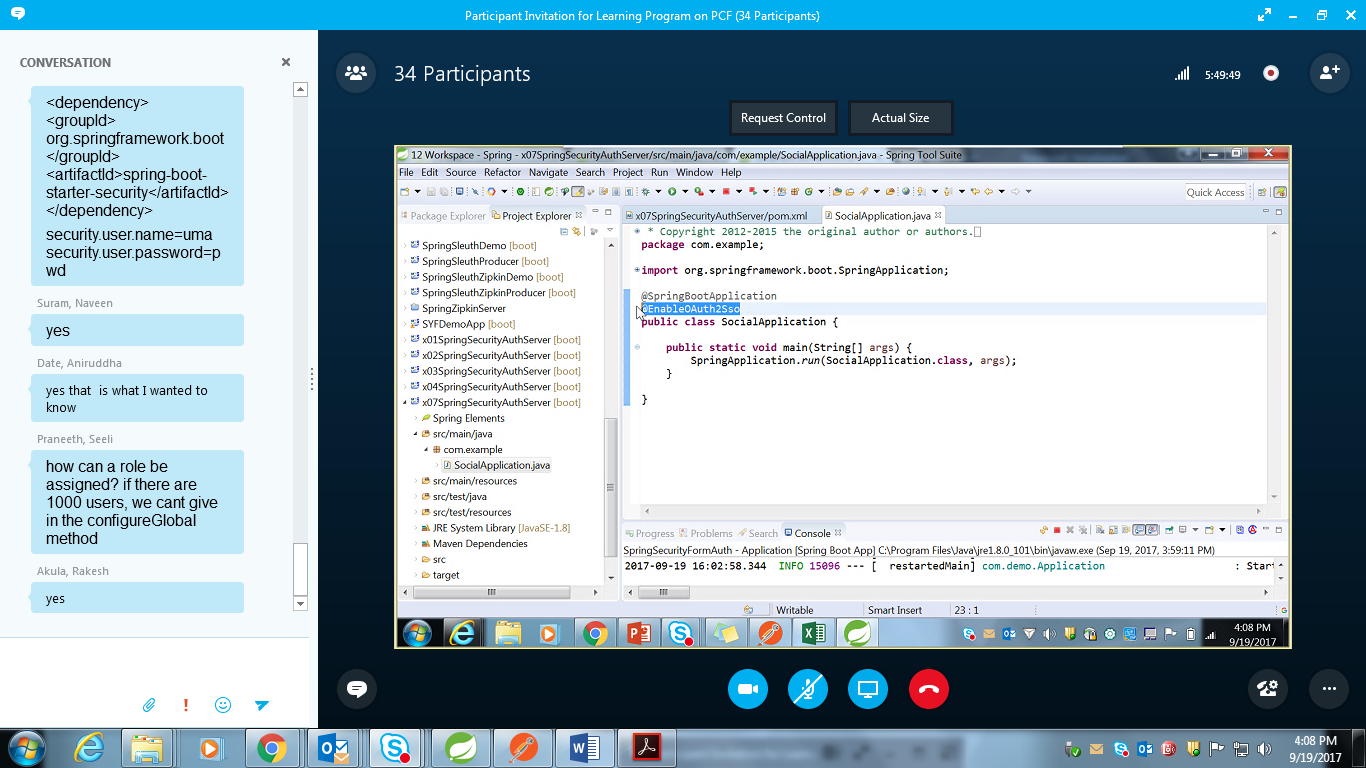 Participant Invitation for Learning Program on PCF (34 Participants)
CONVERSATION
<dependency>
<groupId>
org.springframework.boot
</groupId>
<artifactId>spring-boot-
starter-security</artifactId>
</dependency>
security.user.name=uma
security.user.password=p
wd
Suram, Naveen
yes
Date, Aniruddha
yes that  is what I wanted to
know
Praneeth, Seeli
how can a role be
assigned? if there are
1000 users, we cant give
in the configureGlobal
method
Akula, Rakesh
yes
34 Participants
5:49:49
Request Control
Actual Size
12 Workspace - Spring - x07SpringSecurityAuthServer/src/main/java/com/example/SocialApplication.java - Spring Tool Suite
File Edit Source Refactor Navigate Search Project Run Window Help
Quick Access
Package Explorer
Project Explorer
SpringSleuthDemo [boot]
SpringSleuthProducer [boot]
SpringSleuthZipkinDemo [boot]
SpringSleuthZipkinProducer [boot]
SpringZipkinServer
SYFDemoApp [boot]
x01SpringSecurityAuthServer [boot]
x02SpringSecurityAuthServer [boot]
x03SpringSecurityAuthServer [boot]
x04SpringSecurityAuthServer [boot]
x07SpringSecurityAuthServer [boot]
Spring Elements
src/main/java
com.example
SocialApplication.java
src/main/resources
src/test/java
src/test/resources
JRE System Library [JavaSE-1.8]
Maven Dependencies
src
target
x07SpringSecurityAuthServer/pom.xml
SocialApplication.java
* Copyright 2012-2015 the original author or authors.
package com.example;
import org.springframework.boot.SpringApplication;
@SpringBootApplication
@EnableOAuth2Sso
public class SocialApplication {
public static void main(String[] args) {
SpringApplication.run(SocialApplication.class, args);
}
}
Progress Problems Search Console
SpringSecurityFormAuth - Application [Spring Boot App] C:\Program Files\Java\jre1.8.0_101\bin\javaw.exe (Sep 19, 2017, 3:59:11 PM)
2017-09-19 16:02:58.344  INFO 15096 --- [  restartedMain] com.demo.Application : Star
Writable
Smart Insert
23 : 1
4:08 PM
9/19/2017
4:08 PM
9/19/2017